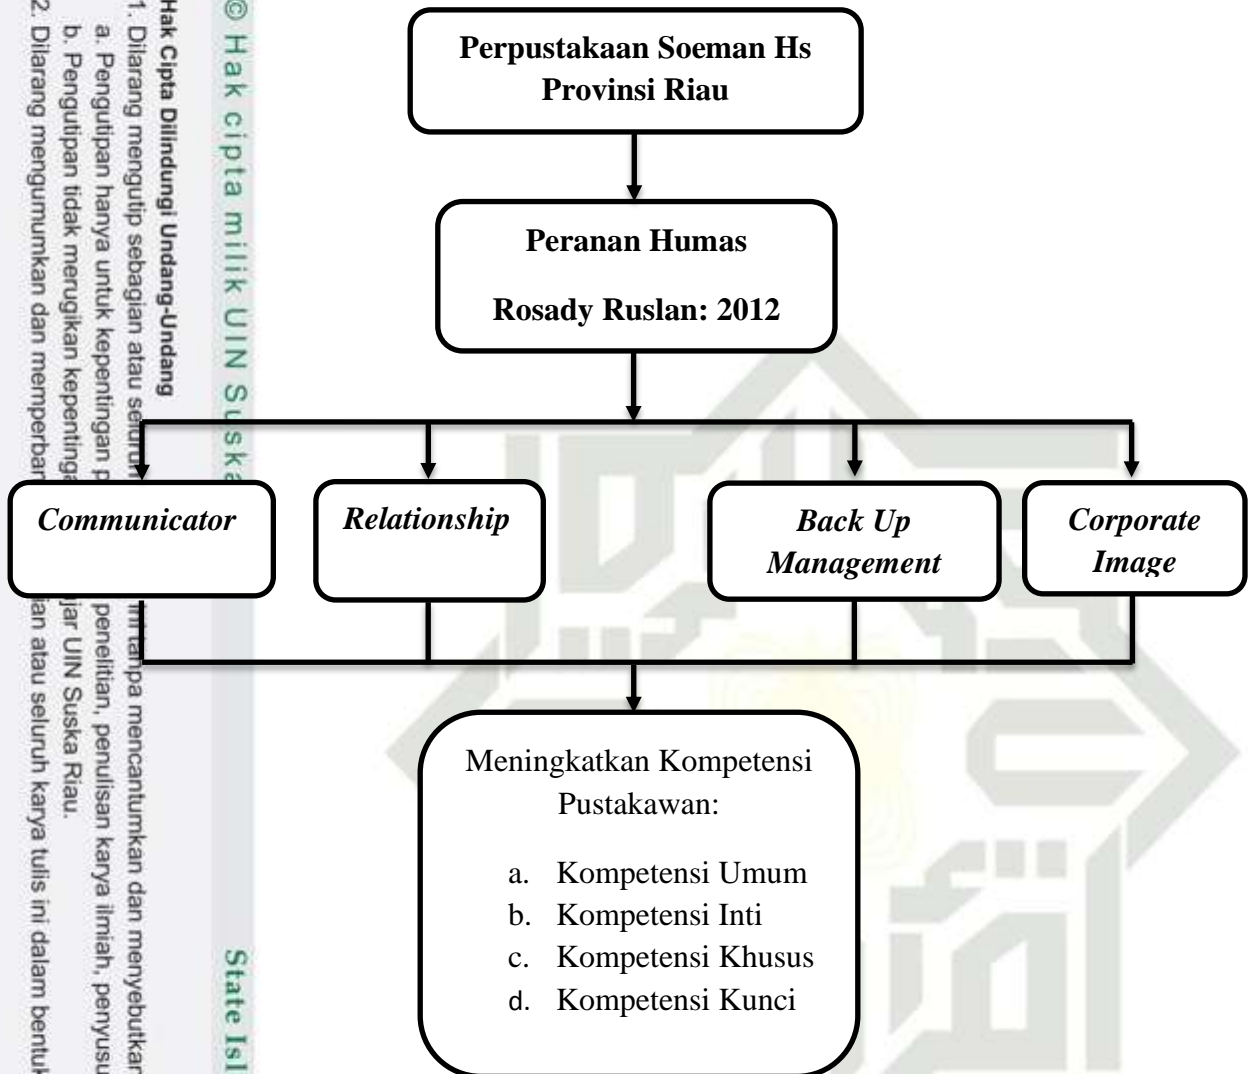 © Hak cipta milik UIN Suska
State Isl
Hak Cipta Dilindungi Undang-Undang
1. Dilarang mengutip sebagian atau seluruh ini tanpa mencantumkan dan menyebutkan
a. Pengutipan hanya untuk kepentingan p penelitian, penulisan karya ilmiah, penyusu
b. Pengutipan tidak merugikan kepentinga ajar UIN Suska Riau.
2. Dilarang mengumumkan dan memperban ian atau seluruh karya tulis ini dalam bentuk
Perpustakaan Soeman Hs
Provinsi Riau
Peranan Humas
Rosady Ruslan: 2012
Communicator
Relationship
Back Up
Management
Corporate
Image
Meningkatkan Kompetensi
Pustakawan:
a. Kompetensi Umum
b. Kompetensi Inti
c. Kompetensi Khusus
d. Kompetensi Kunci